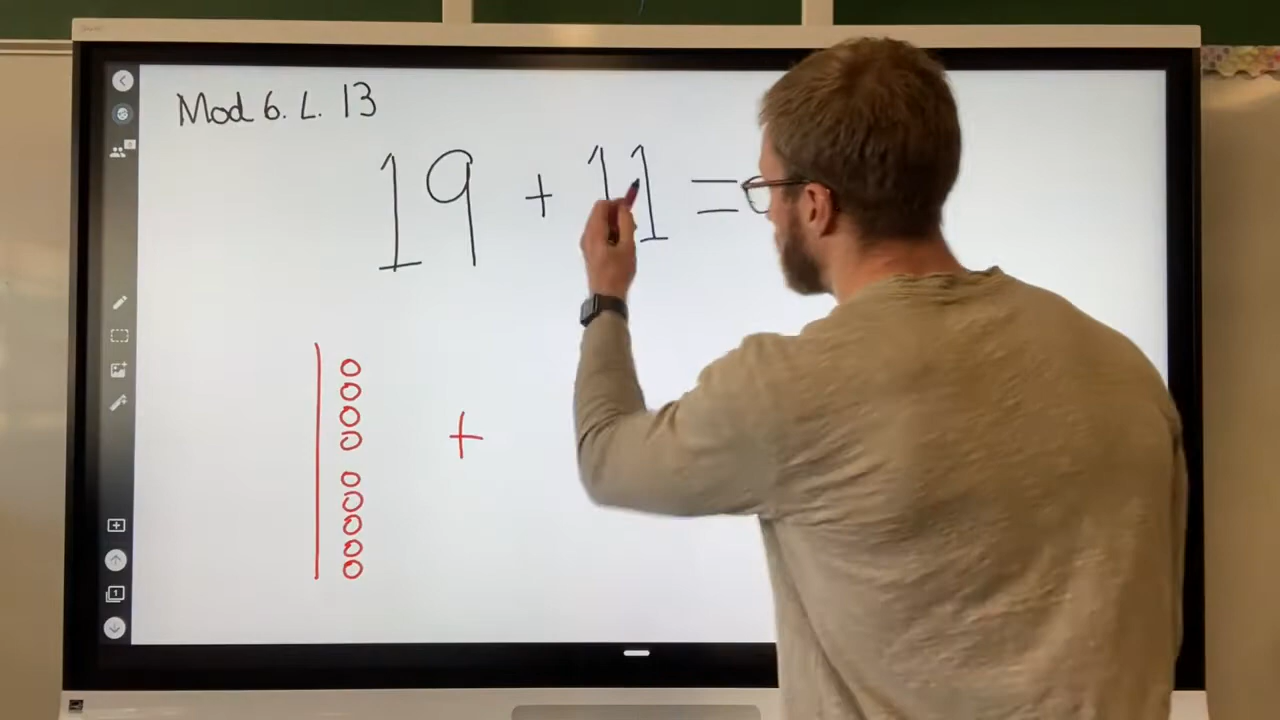 Mod 6. L. 13
19 + 11 =
+